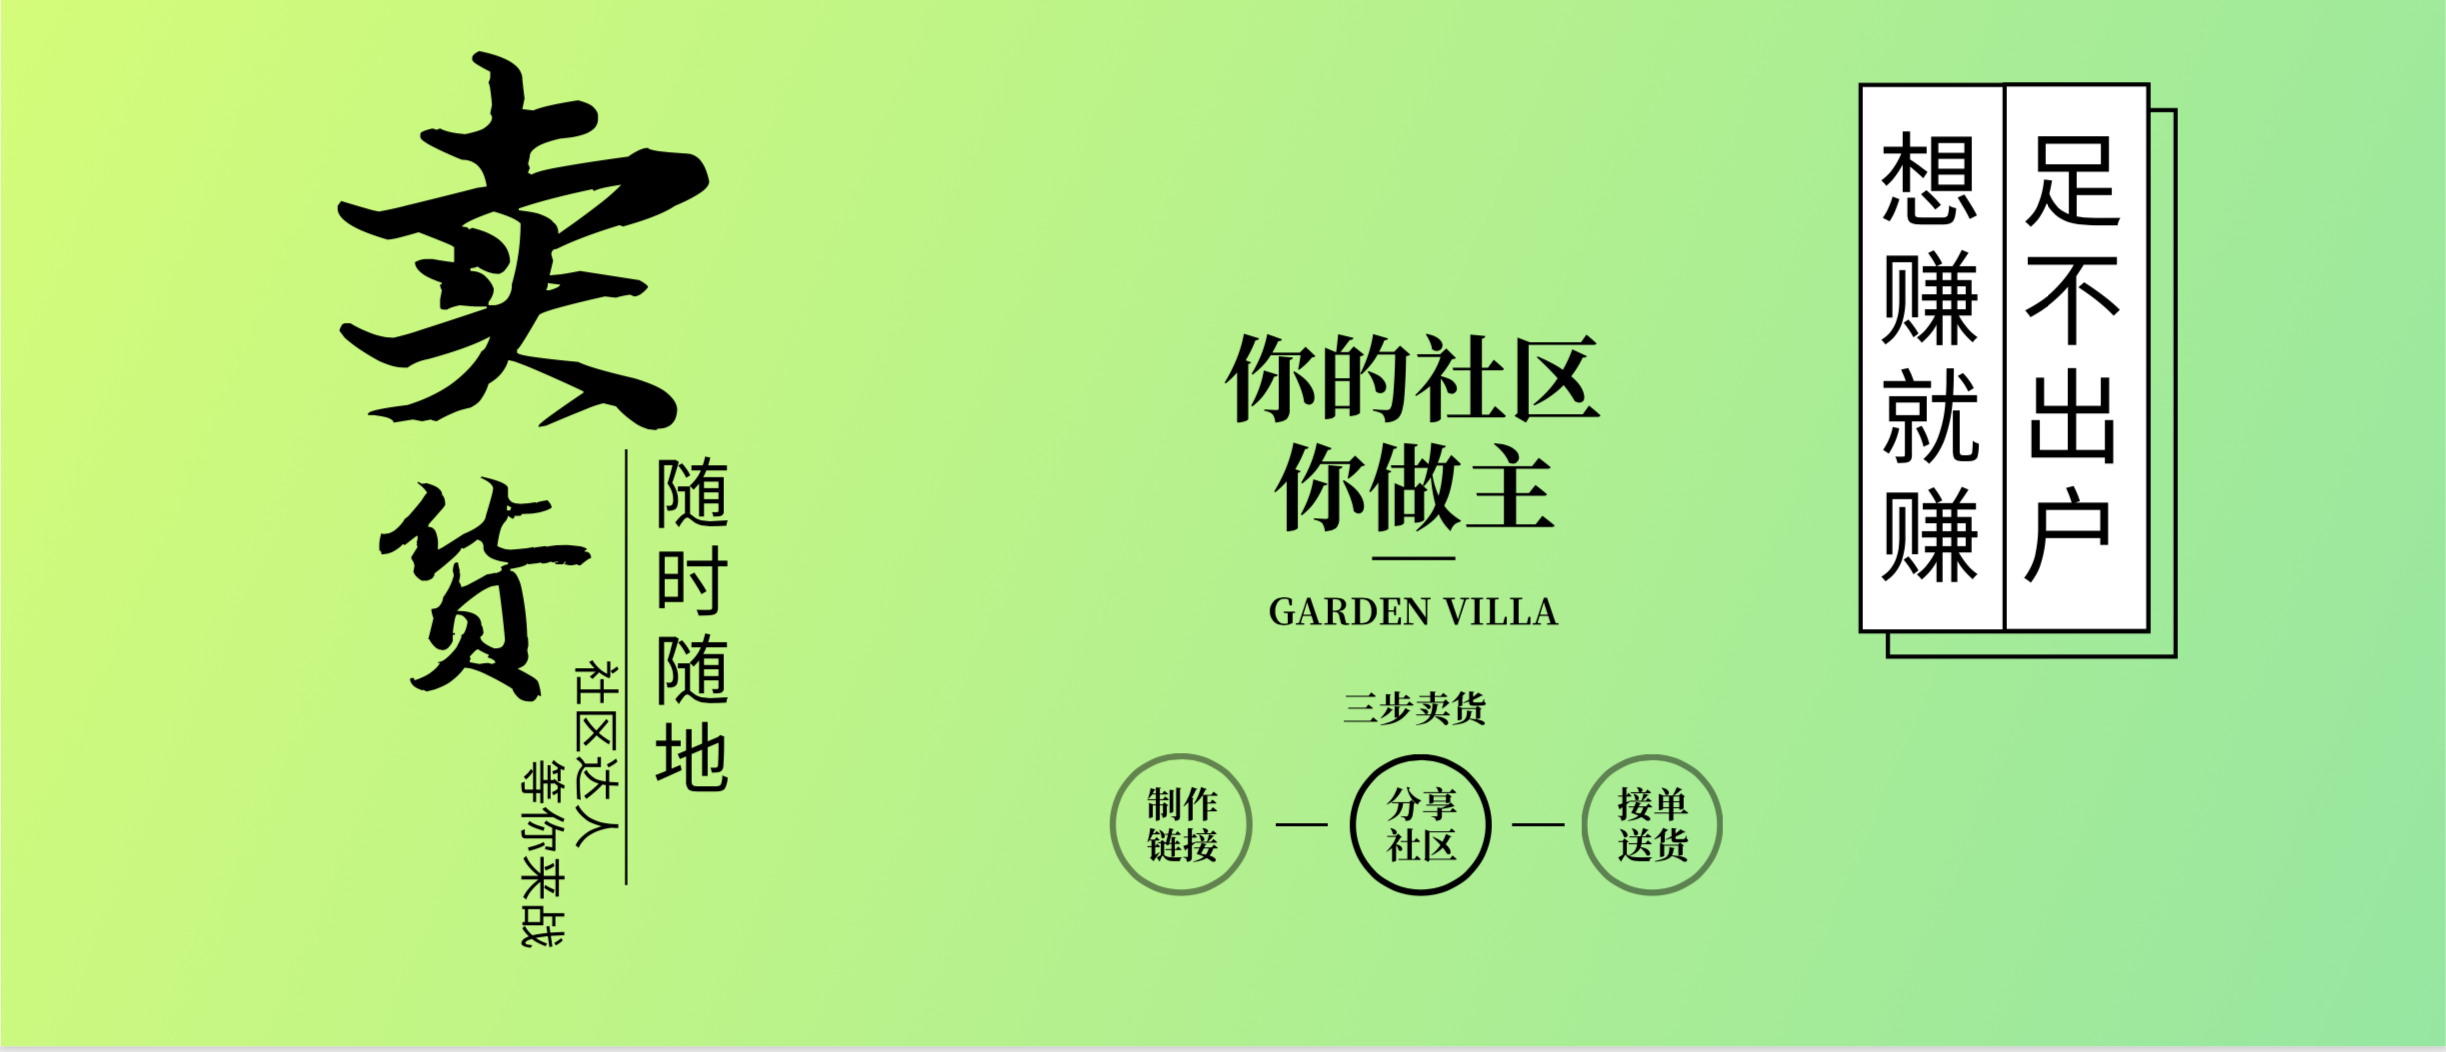 卖货
随时随地
社区达人
等你来战
你的社区
你做主
GARDEN VILLA
三步卖货
制作
链接
分享
社区
接单
送货
足不出户
想赚就赚